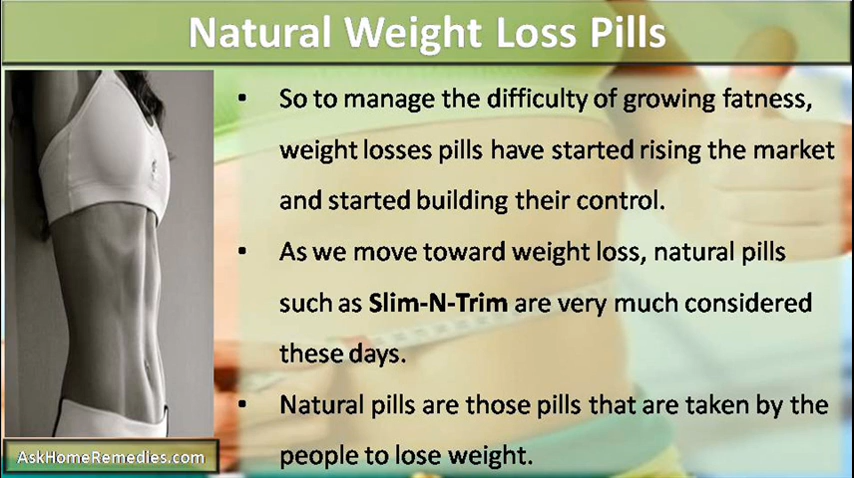 Natural Weight Loss Pills
▪ So to manage the difficulty of growing fatness,
weight losses pills have started rising the market
and started building their control.
▪ As we move toward weight loss, natural pills
such as Slim-N-Trim are very much considered
these days.
▪ Natural pills are those pills that are taken by the
people to lose weight.
AskHomeRemedies.com